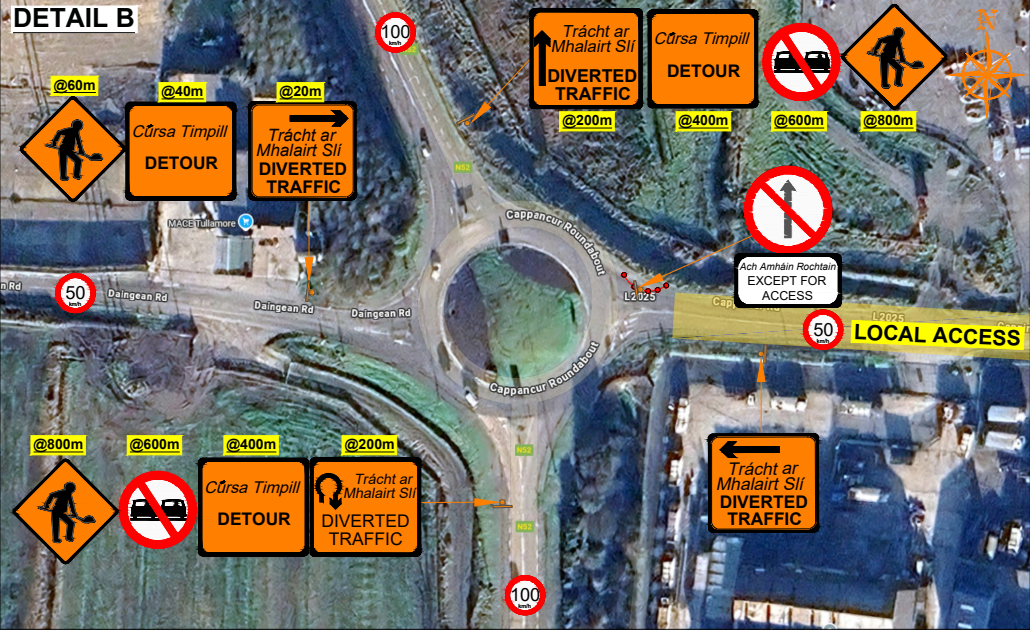 DETAIL B
100
km/h
Trácht ar
Mhalairt Slí
DIVERTED
TRAFFIC
Cúrsa Timpill
DETOUR
N
@200m
@400m
@600m
@800m
@60m
@40m
@20m
Cúrsa Timpill
DETOUR
Trácht ar
Mhalairt Slí
DIVERTED
TRAFFIC
N52
MACE Tullamore
Cappancur Roundabout
Ach Amháin Rochtain
EXCEPT FOR
ACCESS
50
km/h
n Rd
Daingean Rd
Daingean Rd
Daingean Rd
L2025
L2025
50
km/h
LOCAL ACCESS
Cappancur Roundabout
@800m
@600m
@400m
@200m
Cúrsa Timpill
DETOUR
Trácht ar
Mhalairt Slí
DIVERTED
TRAFFIC
N52
N52
Trácht ar
Mhalairt Slí
DIVERTED
TRAFFIC
100
km/h